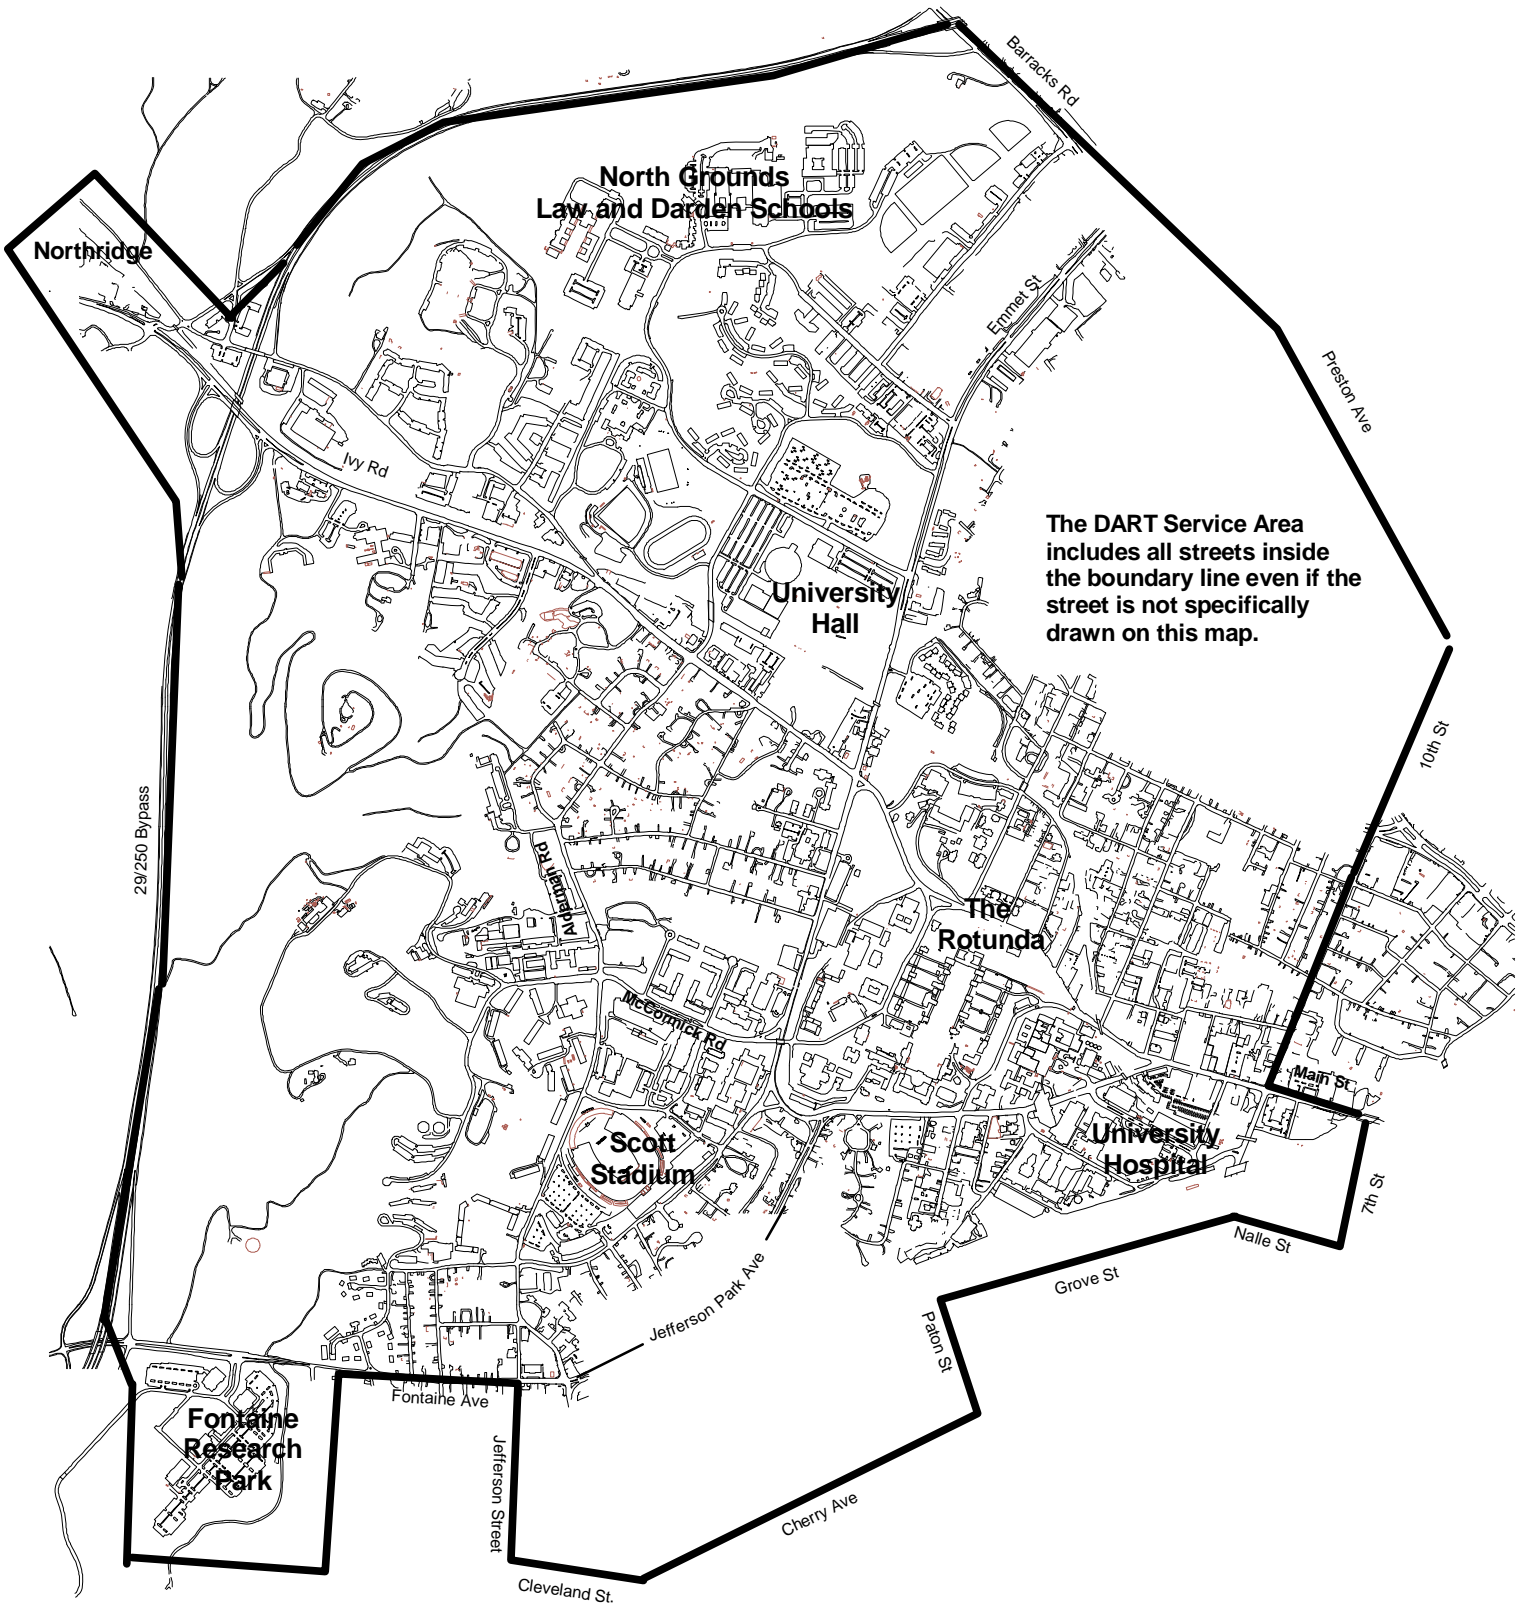 Barracks Rd
North Grounds
Law and Darden Schools
Northridge
Emmet St
Preston Ave
Ivy Rd
The DART Service Area
includes all streets inside
the boundary line even if the
street is not specifically
drawn on this map.
University
Hall
10th St
29/250 Bypass
Alderman Rd
The
Rotunda
McCormick Rd
Main St
Scott
Stadium
University
Hospital
7th St
Nalle St
Grove St
Jefferson Park Ave
Paton St
Fontaine Ave
Fontaine
Research
Park
Jefferson Street
Cherry Ave
Cleveland St.